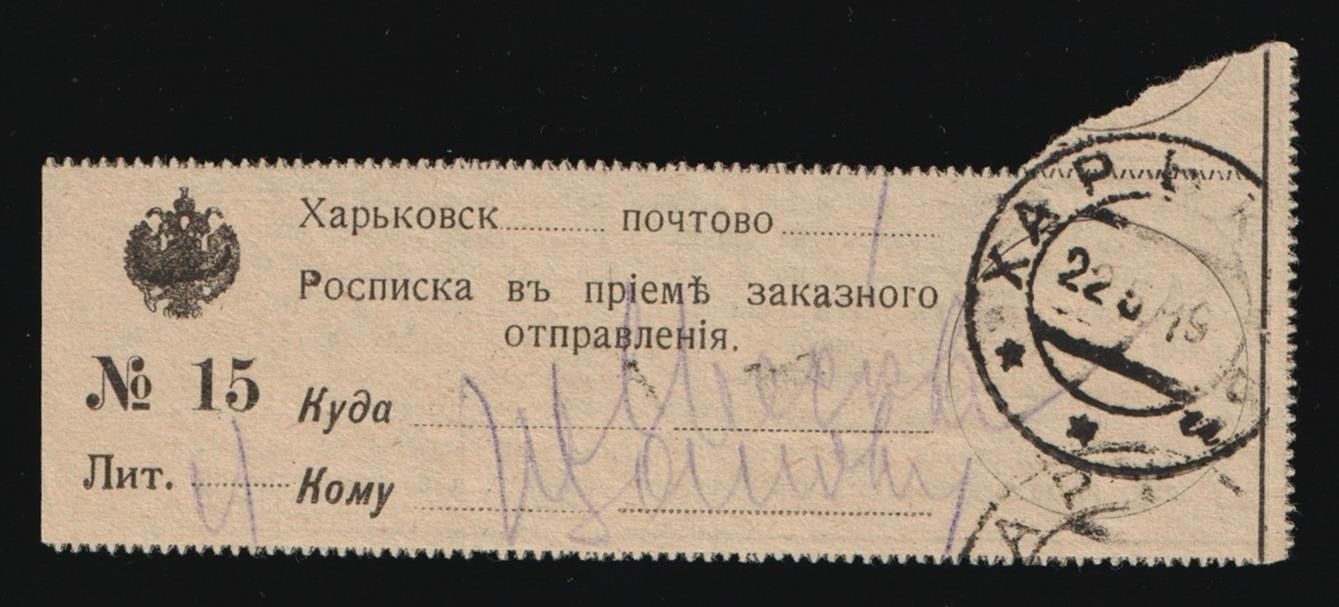 Харьковск........... почтово...............
Росписка въ пріемѣ заказного
отправленія.
№ 15
Куда
Лит.
Кому
ХАР
22 5 19